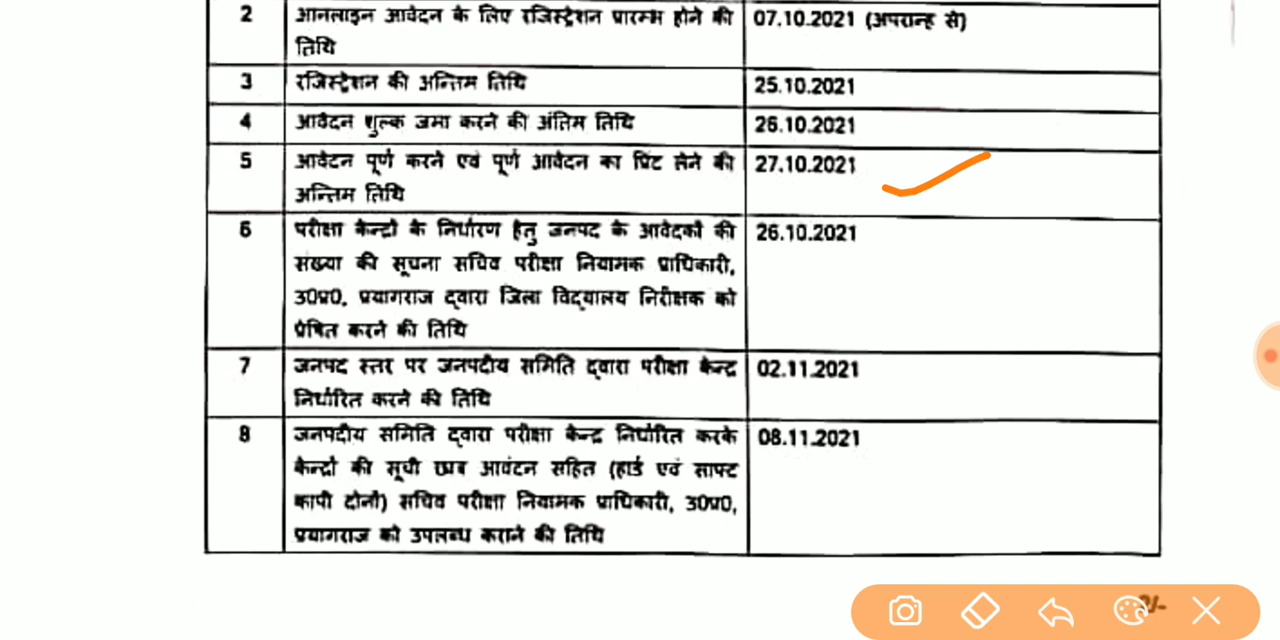 2 ऑनलाइन आवेदन के लिए रजिस्ट्रेशन प्रारम्भ होने की 07.10.2021 (अपरान्ह से)
तिथि
3 रजिस्ट्रेशन की अन्तिम तिथि 25.10.2021
4 आवेदन शुल्क जमा करने की अंतिम तिथि 26.10.2021
5 आवेदन पूर्ण करने एवं पूर्ण आवेदन का प्रिंट लेने की 27.10.2021
अन्तिम तिथि
6 परीक्षा केन्द्रों के निर्धारण हेतु जनपद के आवेदकों की 26.10.2021
संख्या की सूचना सचिव परीक्षा नियामक प्राधिकारी,
उ0प्र0, प्रयागराज द्वारा जिला विद्यालय निरीक्षक को
प्रेषित करने की तिथि
7 जनपद स्तर पर जनपदीय समिति द्वारा परीक्षा केन्द्र 02.11.2021
निर्धारित करने की तिथि
8 जनपदीय समिति द्वारा परीक्षा केन्द्र निर्धारित करके 08.11.2021
केन्द्रों की सूची छात्र आवंटन सहित (हार्ड एवं साफ्ट
कापी दोनों) सचिव परीक्षा नियामक प्राधिकारी, उ0प्र0,
प्रयागराज को उपलब्ध कराने की तिथि